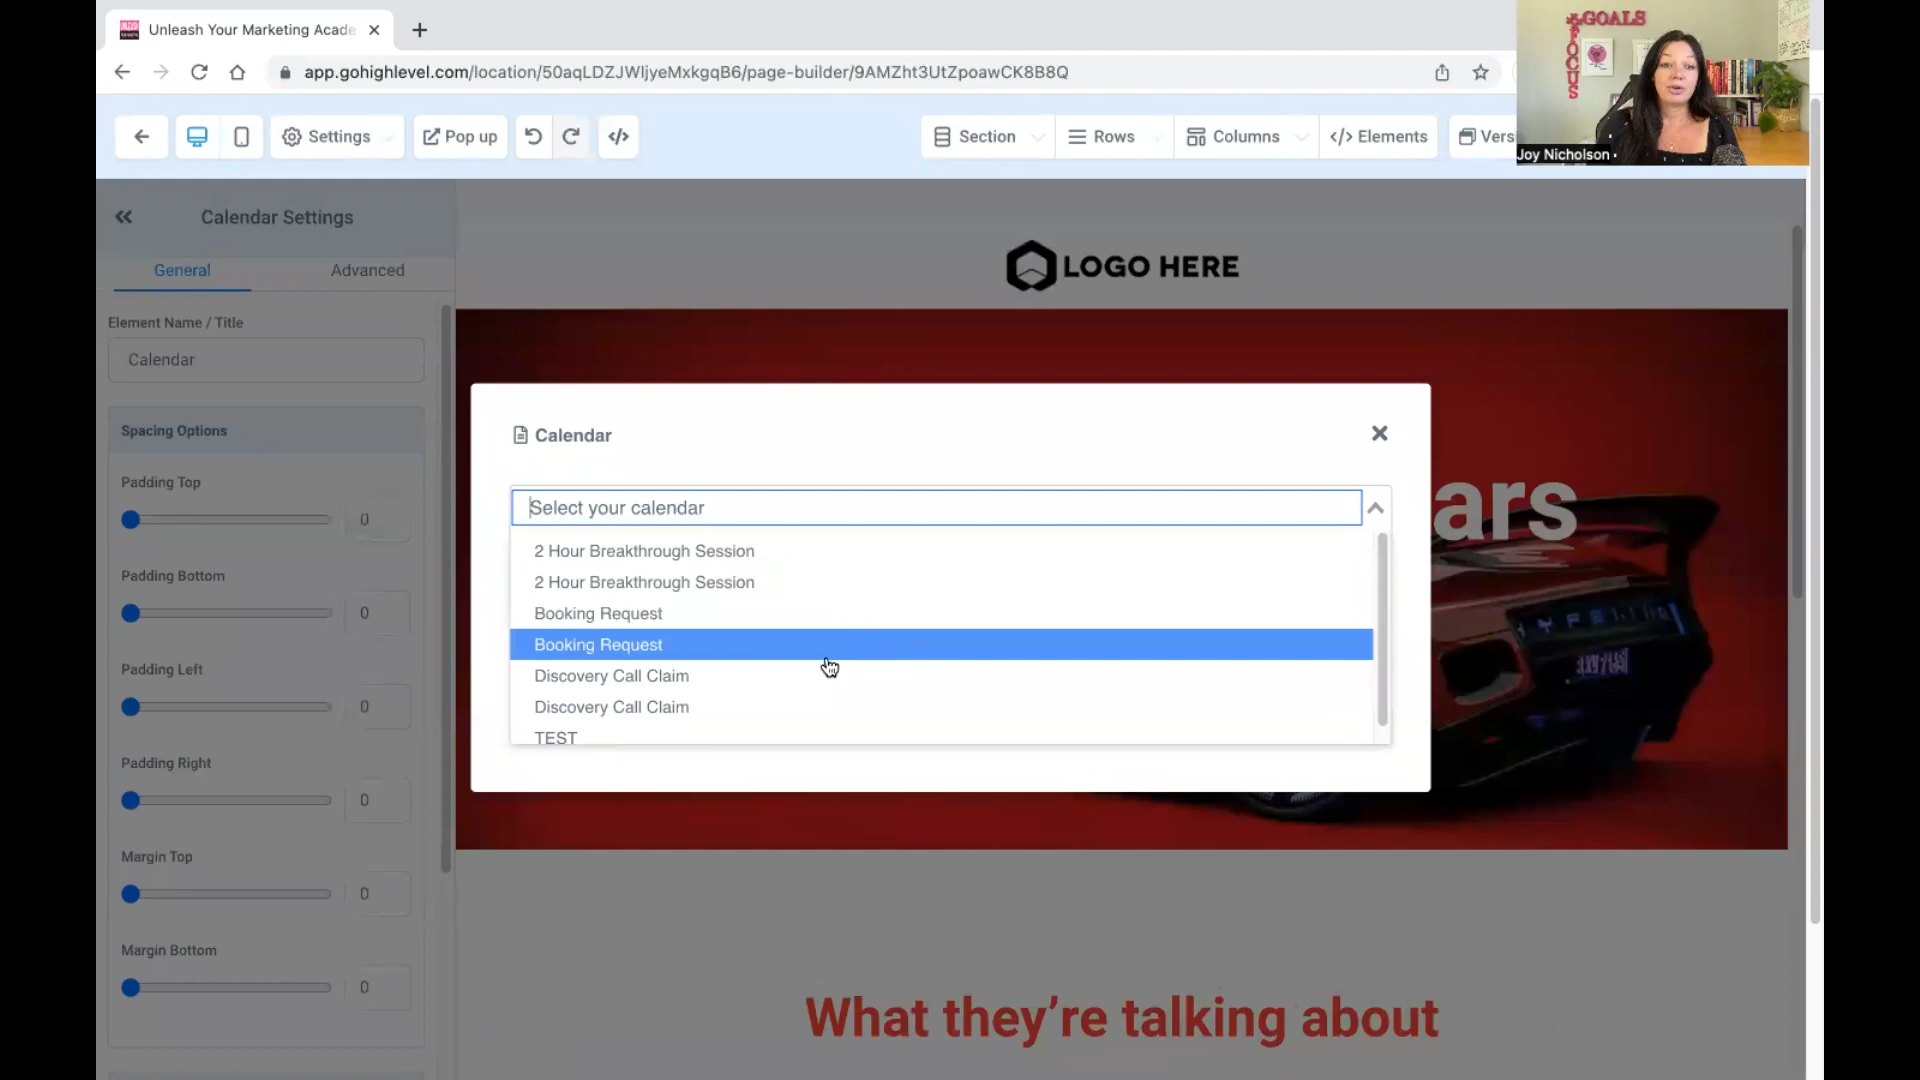 Unleash Your Marketing Acade
app.gohighlevel.com/location/50aqLDZJWIjyeMxkgqB6/page-builder/9AMZht3UtZpoawCK8B8Q
GOALS
FOCUS
Joy Nicholson
Settings
Pop up
Section
Rows
Columns
</> Elements
Vers
Calendar Settings
General
Advanced
Element Name / Title
Calendar
Spacing Options
Padding Top
0
Padding Bottom
0
Padding Left
0
Padding Right
0
Margin Top
0
Margin Bottom
0
LOGO HERE
ars
Calendar
Select your calendar
2 Hour Breakthrough Session
2 Hour Breakthrough Session
Booking Request
Booking Request
Discovery Call Claim
Discovery Call Claim
TEST
What they're talking about